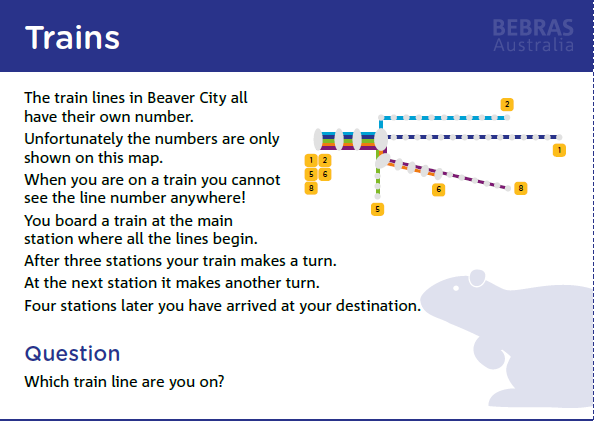 Trains
BEBRAS
Australia
The train lines in Beaver City all
have their own number.
Unfortunately the numbers are only
shown on this map.
When you are on a train you cannot
see the line number anywhere!
You board a train at the main
station where all the lines begin.
After three stations your train makes a turn.
At the next station it makes another turn.
Four stations later you have arrived at your destination.
2
1
1 2
5 6
8
6
8
5
Question
Which train line are you on?